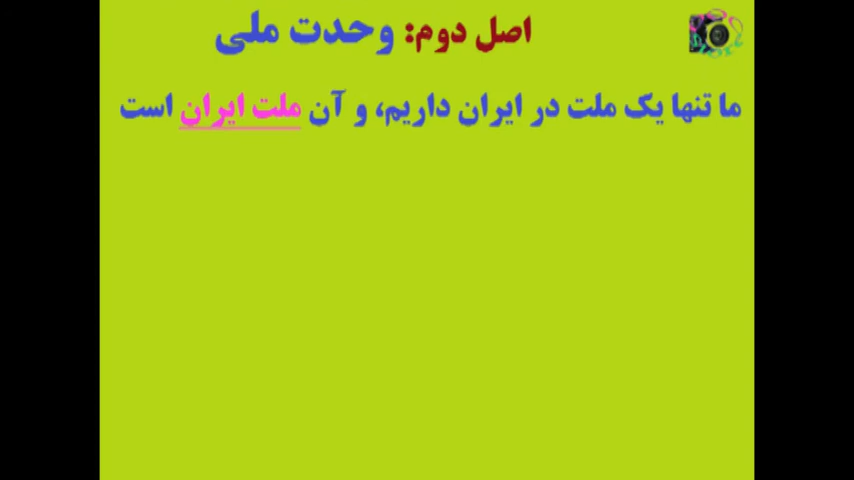 اصل دوم: وحدت ملی
ما تنها یک ملت در ایران داریم، و آن ملت ایران است